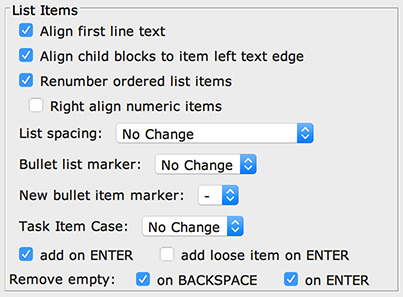 List Items
Align first line text
Align child blocks to item left text edge
Renumber ordered list items
Right align numeric items
List spacing: No Change
Bullet list marker: No Change
New bullet item marker: -
Task Item Case: No Change
add on ENTER add loose item on ENTER
Remove empty: on BACKSPACE on ENTER